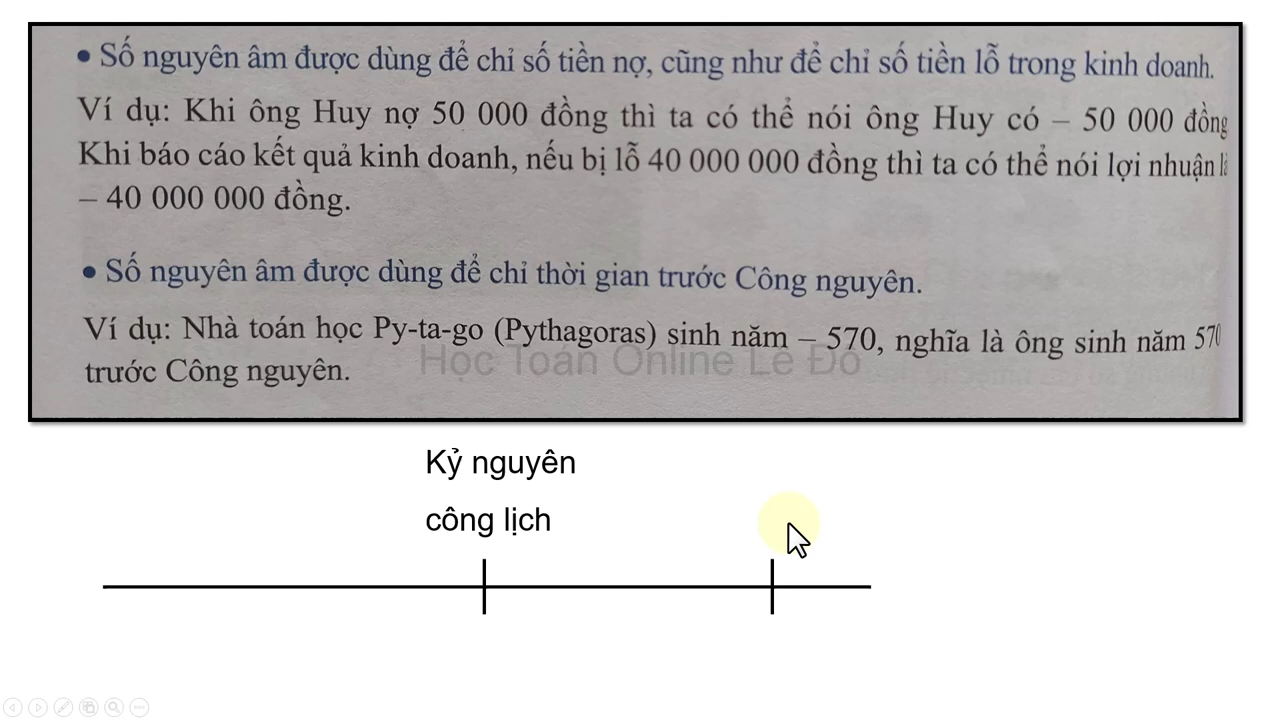 • Số nguyên âm được dùng để chỉ số tiền nợ, cũng như để chỉ số tiền lỗ trong kinh doanh.
Ví dụ: Khi ông Huy nợ 50 000 đồng thì ta có thể nói ông Huy có – 50 000 đồng
Khi báo cáo kết quả kinh doanh, nếu bị lỗ 40 000 000 đồng thì ta có thể nói lợi nhuận là
– 40 000 000 đồng.
• Số nguyên âm được dùng để chỉ thời gian trước Công nguyên.
Ví dụ: Nhà toán học Py-ta-go (Pythagoras) sinh năm – 570, nghĩa là ông sinh năm 570
Học Toán Online Lê Đô
trước Công nguyên.
Kỷ nguyên
công lịch